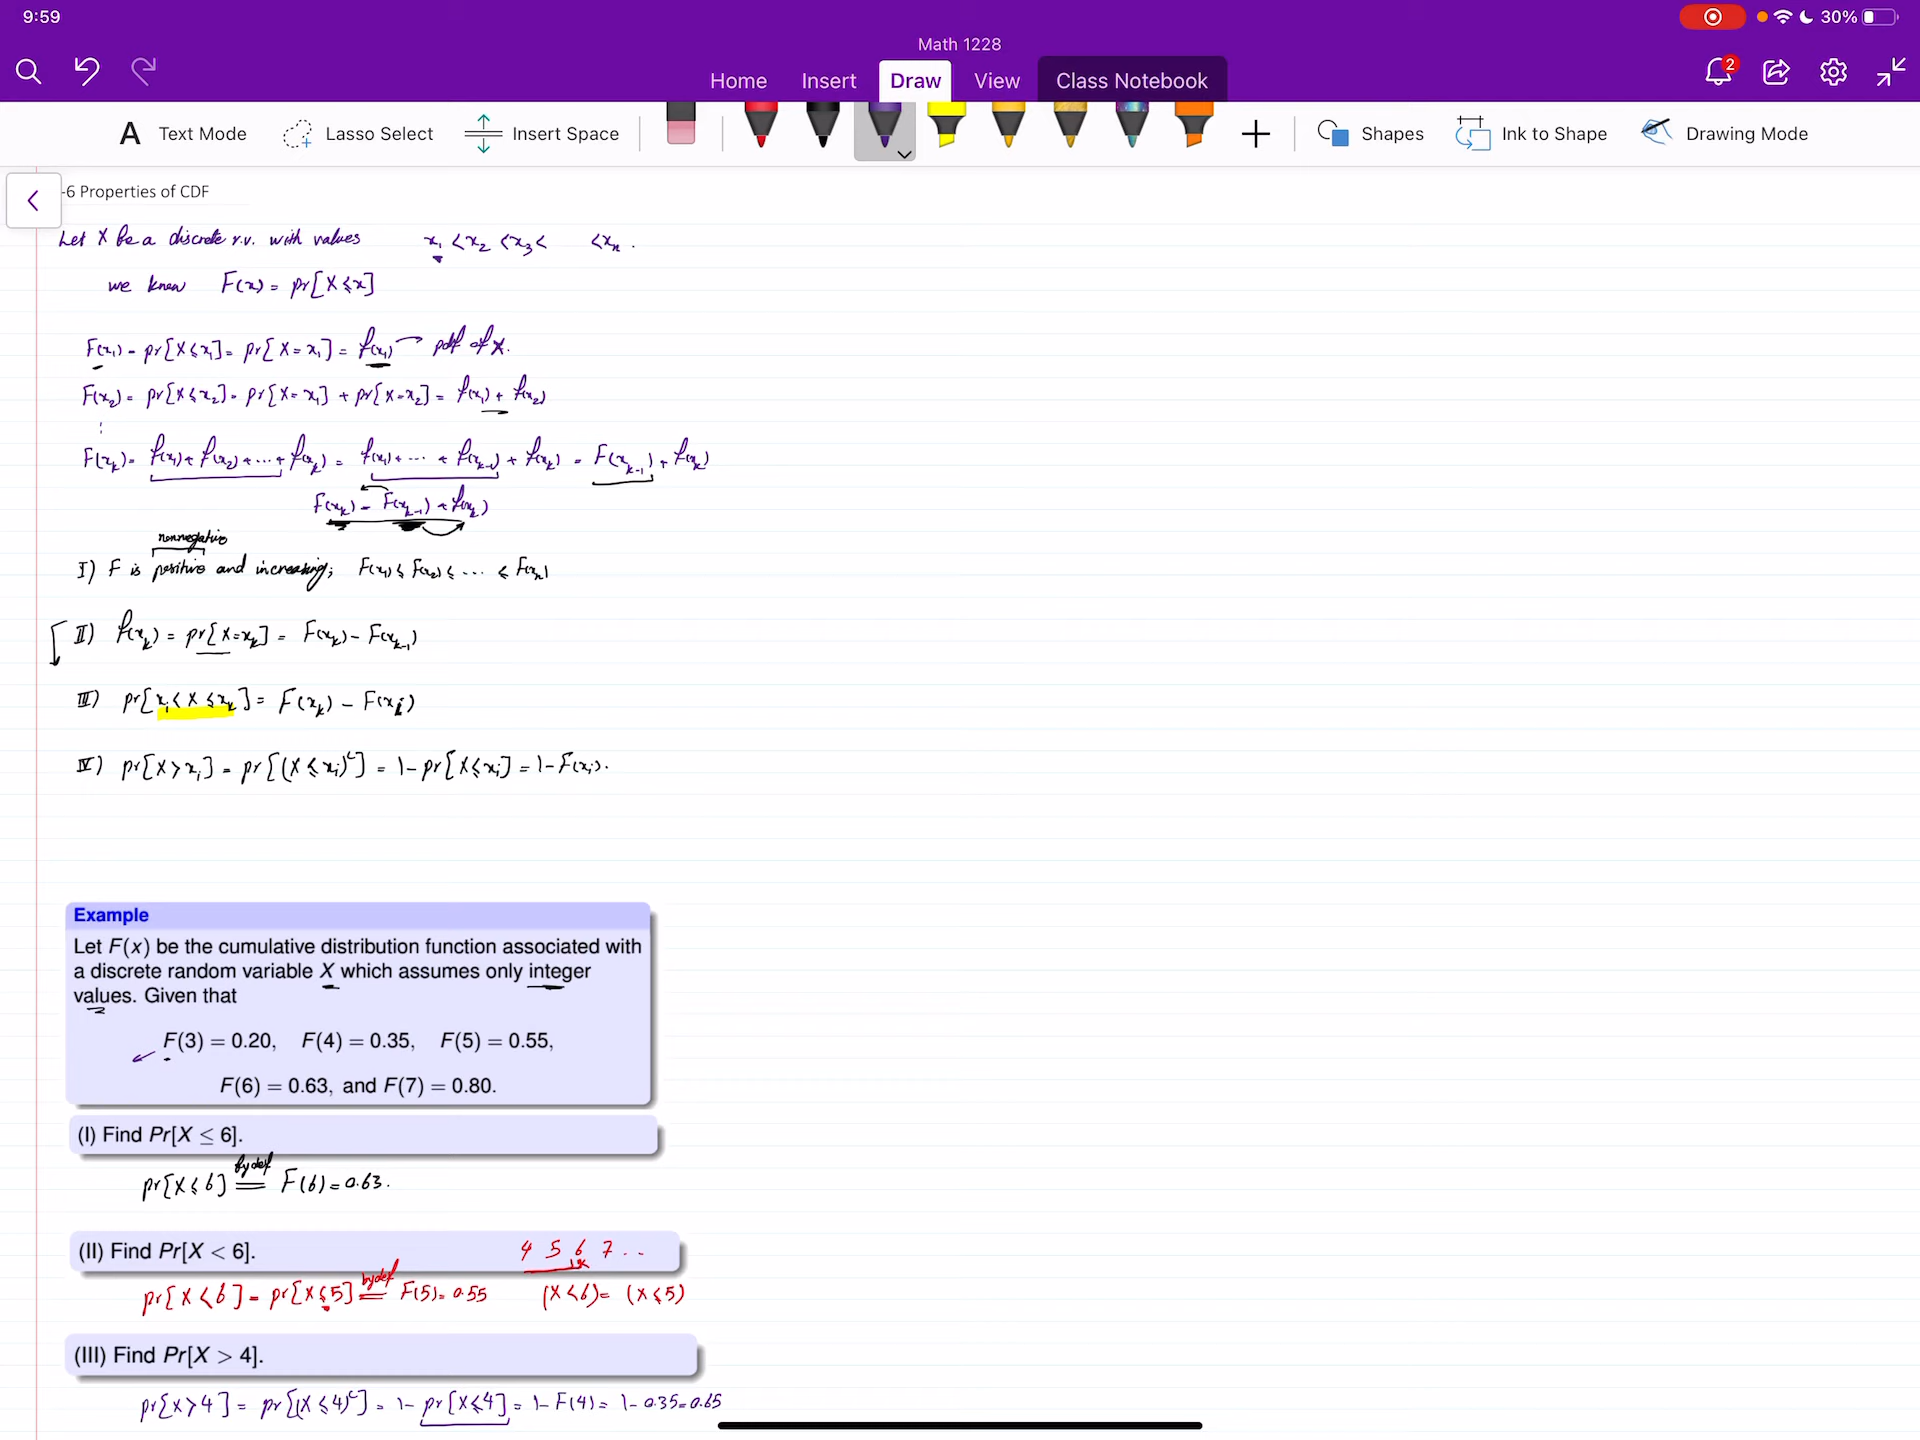 9:59
30%
Math 1228
Home Insert Draw View Class Notebook
2
A Text Mode Lasso Select Insert Space Shapes Ink to Shape Drawing Mode
-6 Properties of CDF
Let X be a discrete r.v. with values x₁ < x₂ < x₃ < < xₙ .
we know F(x) = pr[X ≤ x]
F(x₁) = pr[X ≤ x₁] = pr[X = x₁] = f(x₁) → pdf of X.
F(x₂) = pr[X ≤ x₂] = pr[X = x₁] + pr[X = x₂] = f(x₁) + f(x₂)
⋮
F(xₖ) = f(x₁) + f(x₂) + ... + f(xₖ) = f(x₁) + ... + f(xₖ₋₁) + f(xₖ) = F(xₖ₋₁) + f(xₖ)
F(xₖ) = F(xₖ₋₁) + f(xₖ)
nonnegative
I) F is positive and increasing; F(x₁) ≤ F(x₂) ≤ ... ≤ F(xₙ)
II) f(xₖ) = pr[X = xₖ] = F(xₖ) - F(xₖ₋₁)
III) pr[xᵢ < X ≤ xₖ] = F(xₖ) - F(xᵢ)
IV) pr[X > xᵢ] = pr[(X ≤ xᵢ)ᶜ] = 1 - pr[X ≤ xᵢ] = 1 - F(xᵢ).
Example
Let F(x) be the cumulative distribution function associated with
a discrete random variable X which assumes only integer
values. Given that
F(3) = 0.20, F(4) = 0.35, F(5) = 0.55,
F(6) = 0.63, and F(7) = 0.80.
(I) Find Pr[X ≤ 6].
by def
pr[X ≤ 6] = F(6) = 0.63.
(II) Find Pr[X < 6]. 4 5 6 7 ..
by def
pr[X < 6] = pr[X ≤ 5] = F(5) = 0.55 (X < 6) = (X ≤ 5)
(III) Find Pr[X > 4].
pr[X > 4] = pr[(X ≤ 4)ᶜ] = 1 - pr[X ≤ 4] = 1 - F(4) = 1 - 0.35 = 0.65